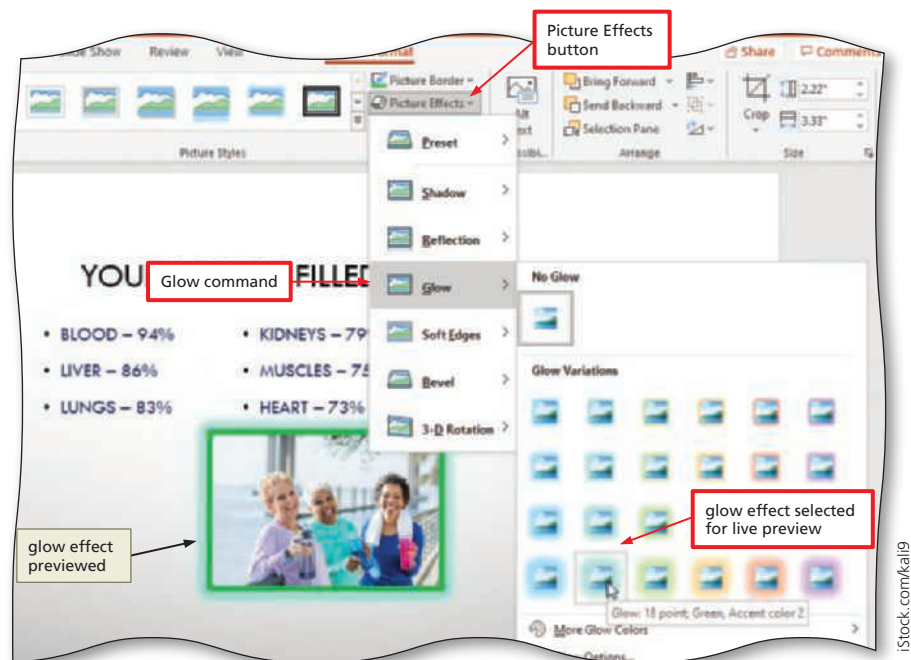 Picture Effects
button
Show Review View
Share Comments
Picture Border
Picture Effects
Bring Forward
Send Backward
Selection Pane
Crop
2.22"
3.33"
Picture Styles
Arrange
Size
Preset
Shadow
Reflection
Glow command
Glow
Soft Edges
Bevel
3-D Rotation
YOU
FILLED
• BLOOD – 94%
• LIVER – 86%
• LUNGS – 83%
• KIDNEYS – 79
• MUSCLES – 75
• HEART – 73%
No Glow
Glow Variations
glow effect selected
for live preview
glow effect
previewed
Glow: 18 point; Green, Accent color 2
More Glow Colors
Options...
iStock.com/kali9